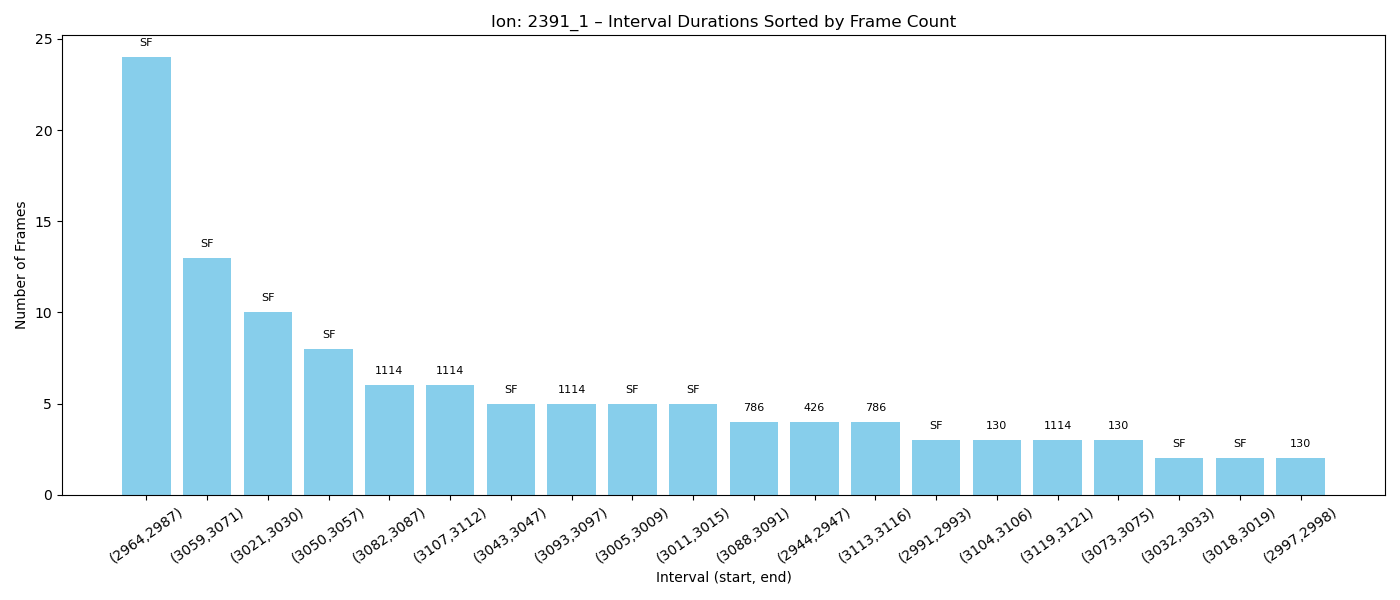 Ion: 2391_1 – Interval Durations Sorted by Frame Count
Number of Frames
25
20
15
10
5
0
SF
SF
SF
SF
1114
1114
SF
1114
SF
SF
786
426
786
SF
130
1114
130
SF
SF
130
(2964,2987)
(3059,3071)
(3021,3030)
(3050,3057)
(3082,3087)
(3107,3112)
(3043,3047)
(3093,3097)
(3005,3009)
(3011,3015)
(3088,3091)
(2944,2947)
(3113,3116)
(2991,2993)
(3104,3106)
(3119,3121)
(3073,3075)
(3032,3033)
(3018,3019)
(2997,2998)
Interval (start, end)